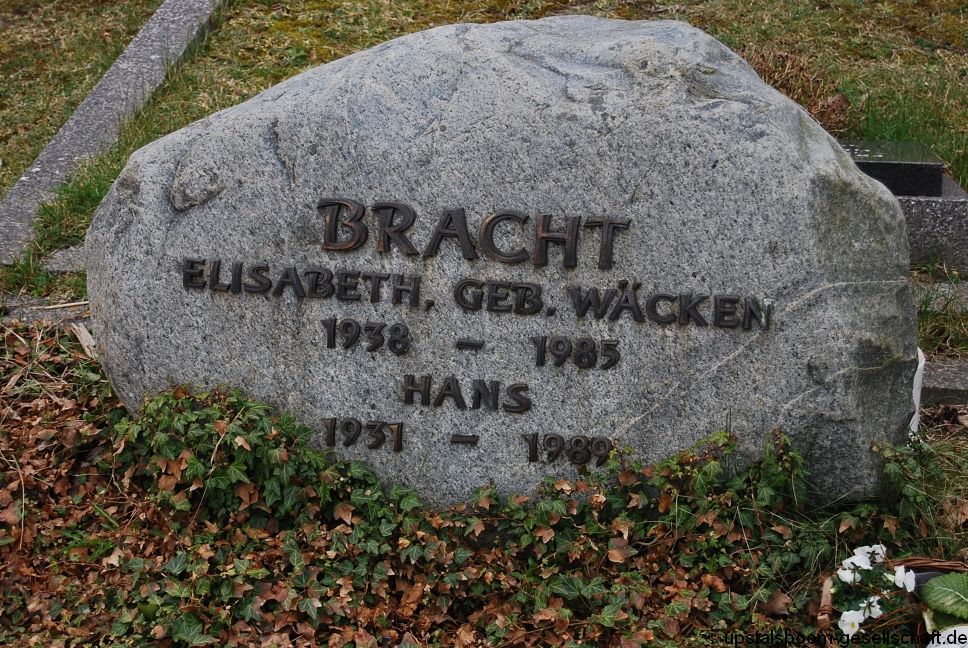 BRACHT
ELISABETH, GEB. WÄCKEN
1938 – 1985
HANS
1931 – 1989
upstalsboom-gesellschaft.de